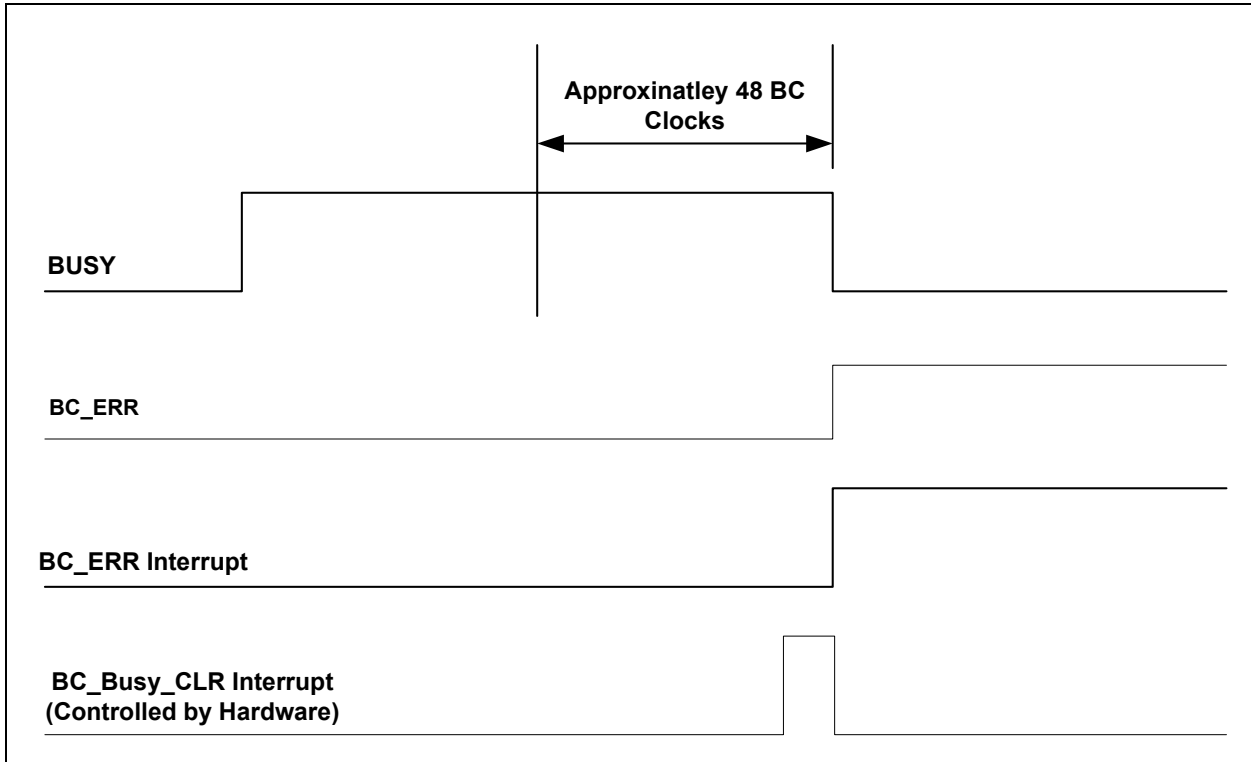 Approxinatley 48 BC
Clocks
BUSY
BC_ERR
BC_ERR Interrupt
BC_Busy_CLR Interrupt
(Controlled by Hardware)